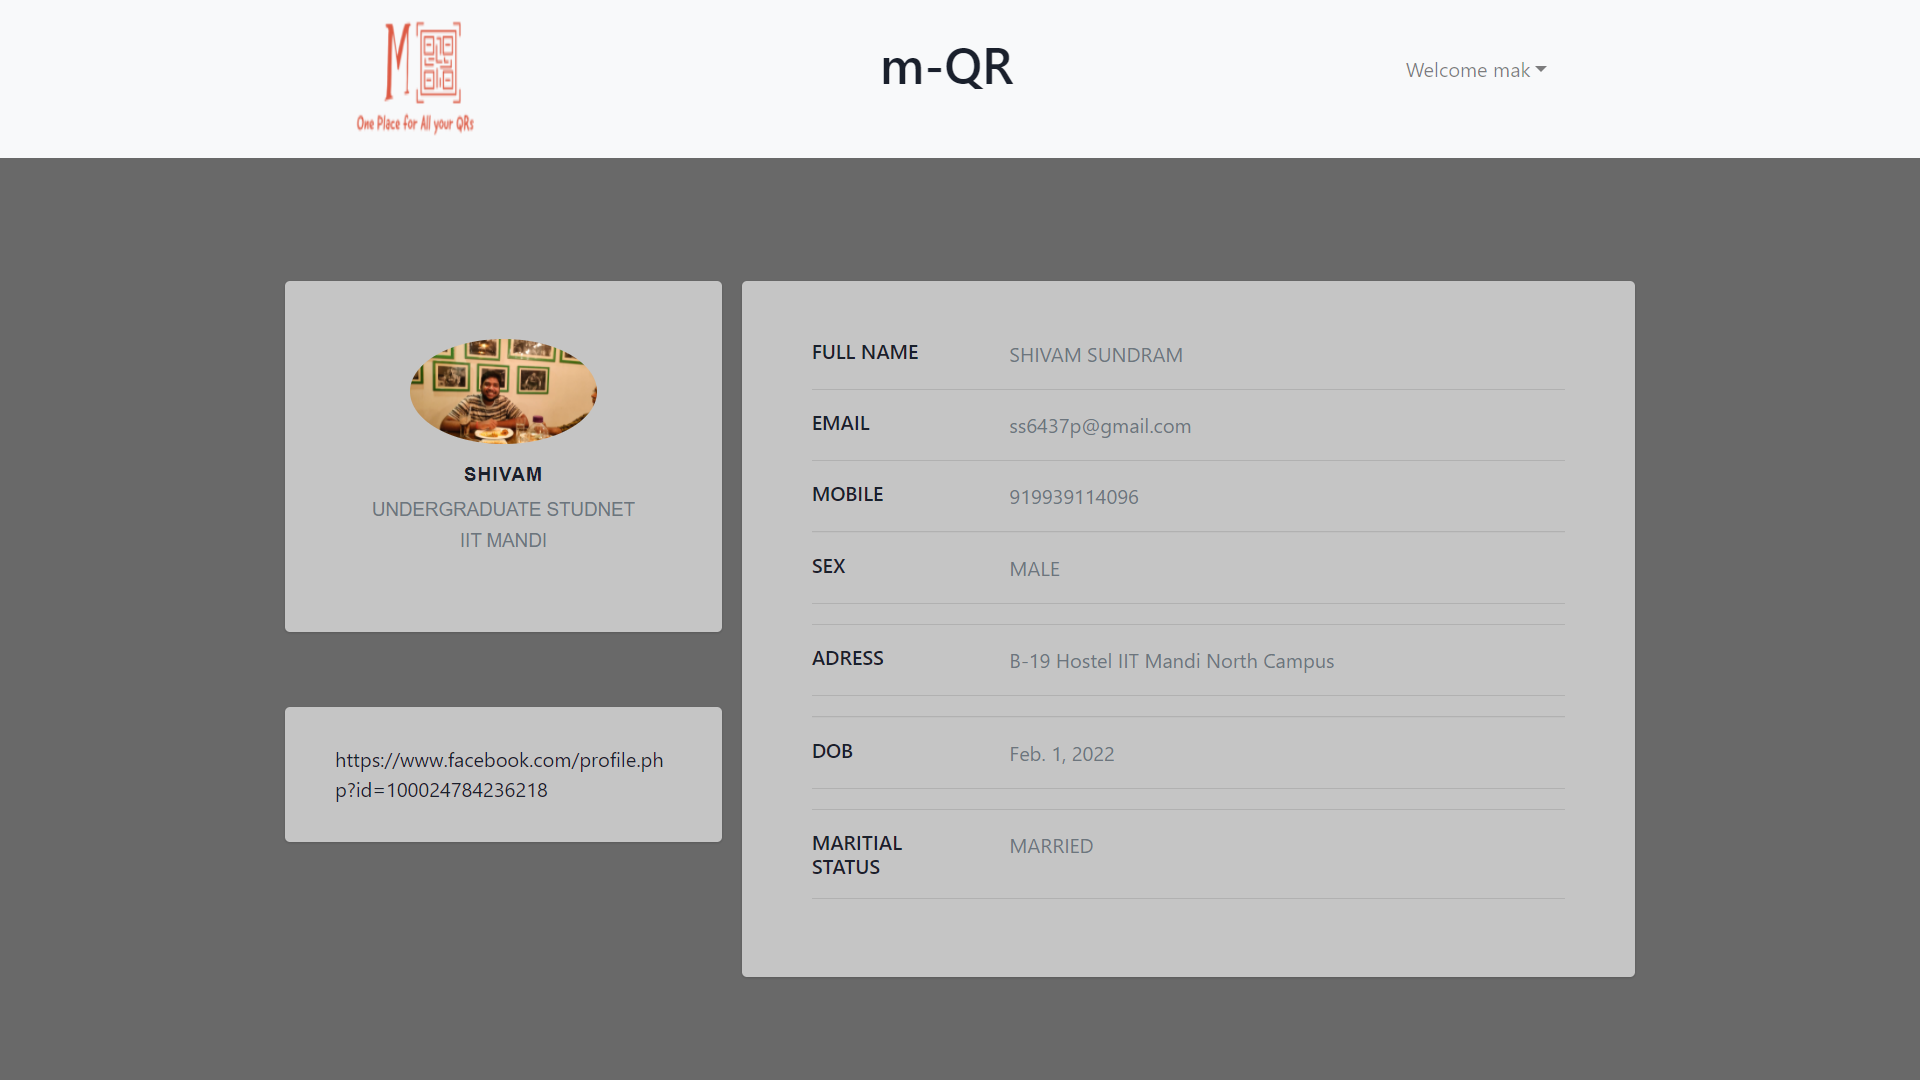 M
One Place for All your QRs
m-QR
Welcome mak
SHIVAM
UNDERGRADUATE STUDNET
IIT MANDI
https://www.facebook.com/profile.ph
p?id=100024784236218
FULL NAME SHIVAM SUNDRAM
EMAIL ss6437p@gmail.com
MOBILE 919939114096
SEX MALE
ADRESS B-19 Hostel IIT Mandi North Campus
DOB Feb. 1, 2022
MARITIAL MARRIED
STATUS